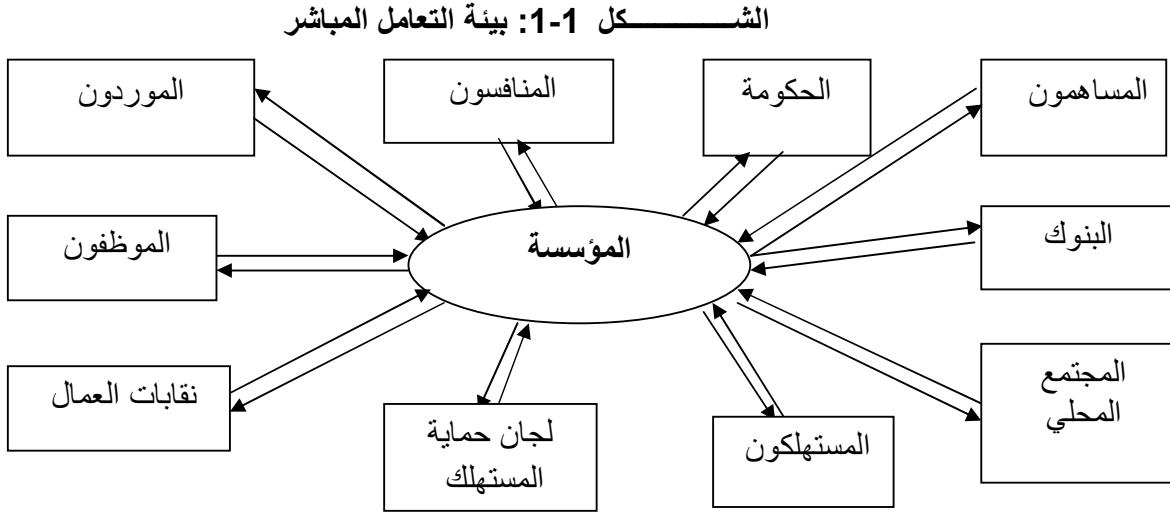 الشـــــــــــكل 1-1: بيئة التعامل المباشر
المساهمون
الحكومة
المنافسون
الموردون
البنوك
المؤسسة
الموظفون
المجتمع
المحلي
المستهلكون
لجان حماية
المستهلك
نقابات العمال